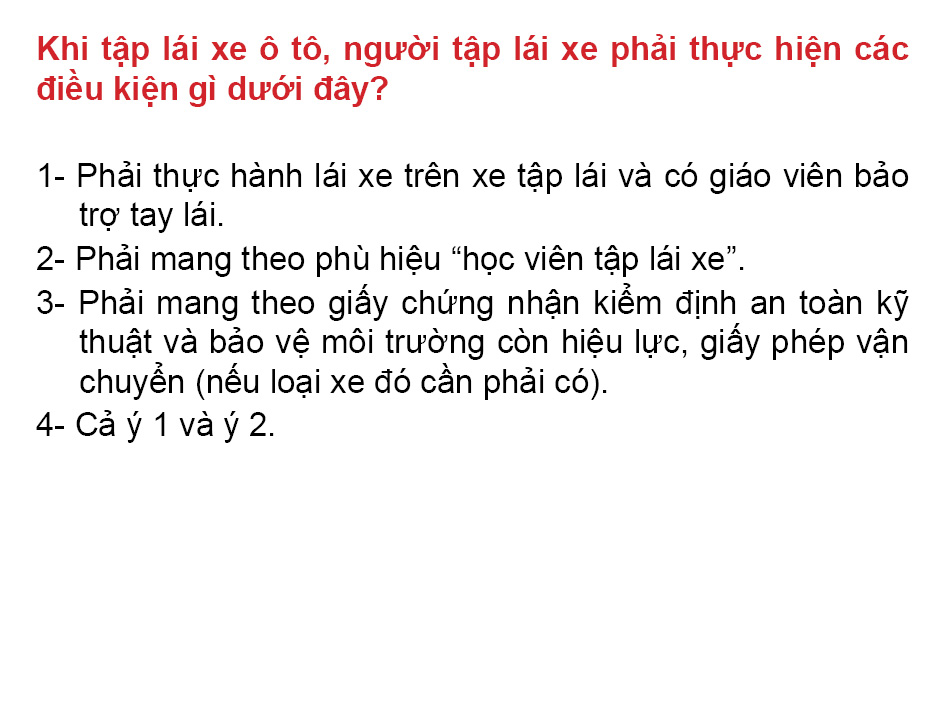 Khi tập lái xe ô tô, người tập lái xe phải thực hiện các
điều kiện gì dưới đây?
1- Phải thực hành lái xe trên xe tập lái và có giáo viên bảo
trợ tay lái.
2- Phải mang theo phù hiệu “học viên tập lái xe”.
3- Phải mang theo giấy chứng nhận kiểm định an toàn kỹ
thuật và bảo vệ môi trường còn hiệu lực, giấy phép vận
chuyển (nếu loại xe đó cần phải có).
4- Cả ý 1 và ý 2.